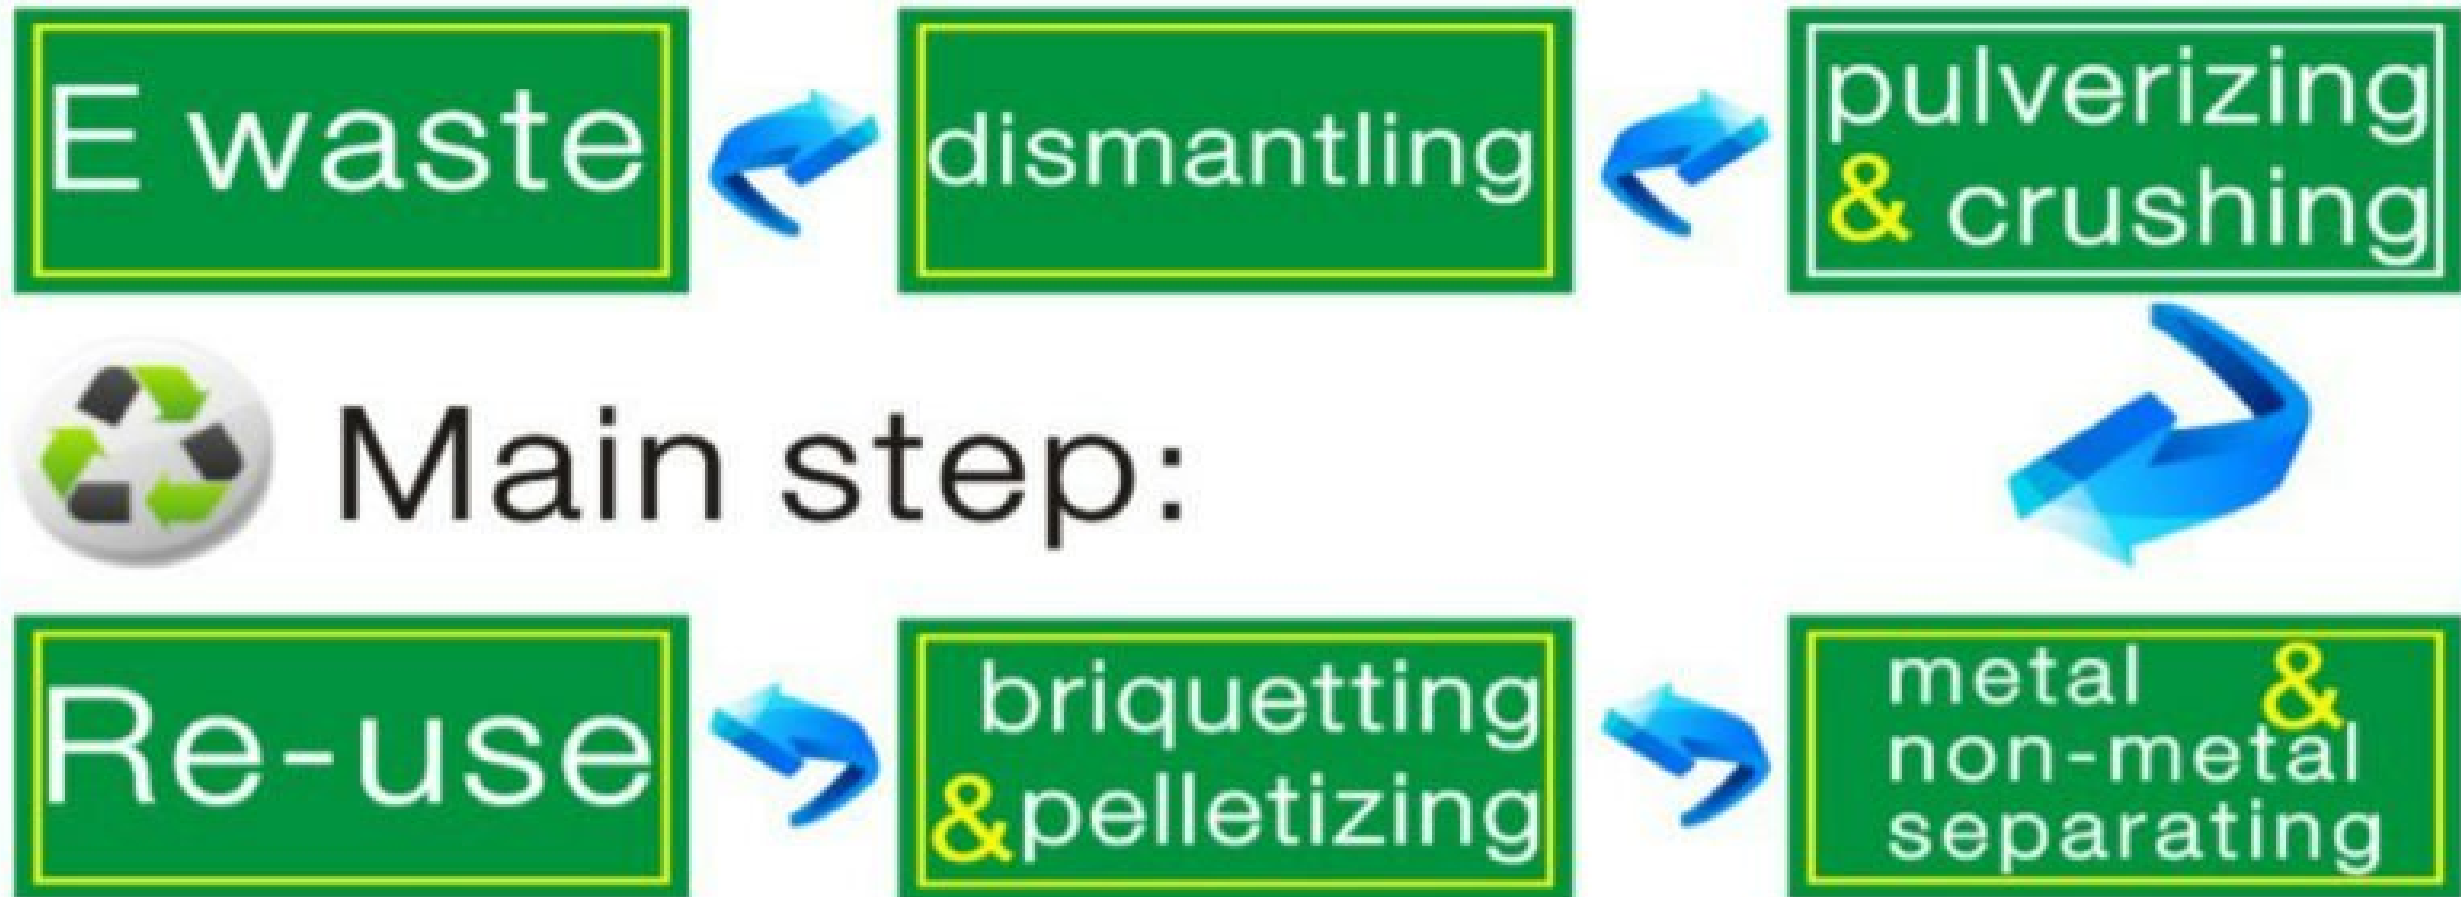 E waste
dismantling
pulverizing
& crushing
Main step:
Re-use
briquetting
&pelletizing
metal &
non-metal
separating